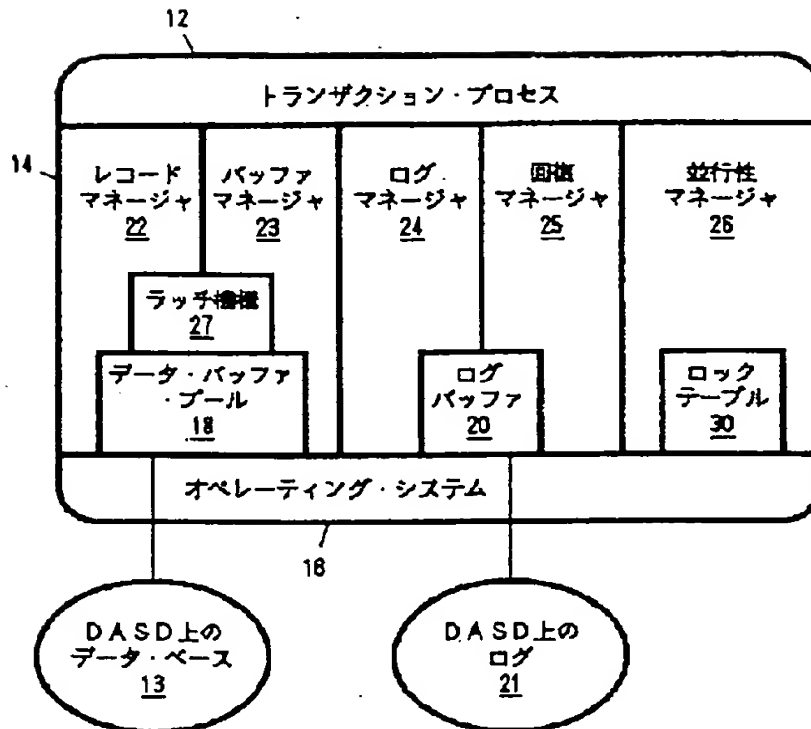 12
トランザクション・プロセス
14
レコード
マネージャ
22
バッファ
マネージャ
23
ログ
マネージャ
24
回復
マネージャ
25
並行性
マネージャ
26
ラッチ機構
27
データ・バッファ
・プール
18
ログ
バッファ
20
ロック
テーブル
30
オペレーティング・システム
16
DASD上の
データ・ベース
13
DASD上の
ログ
21